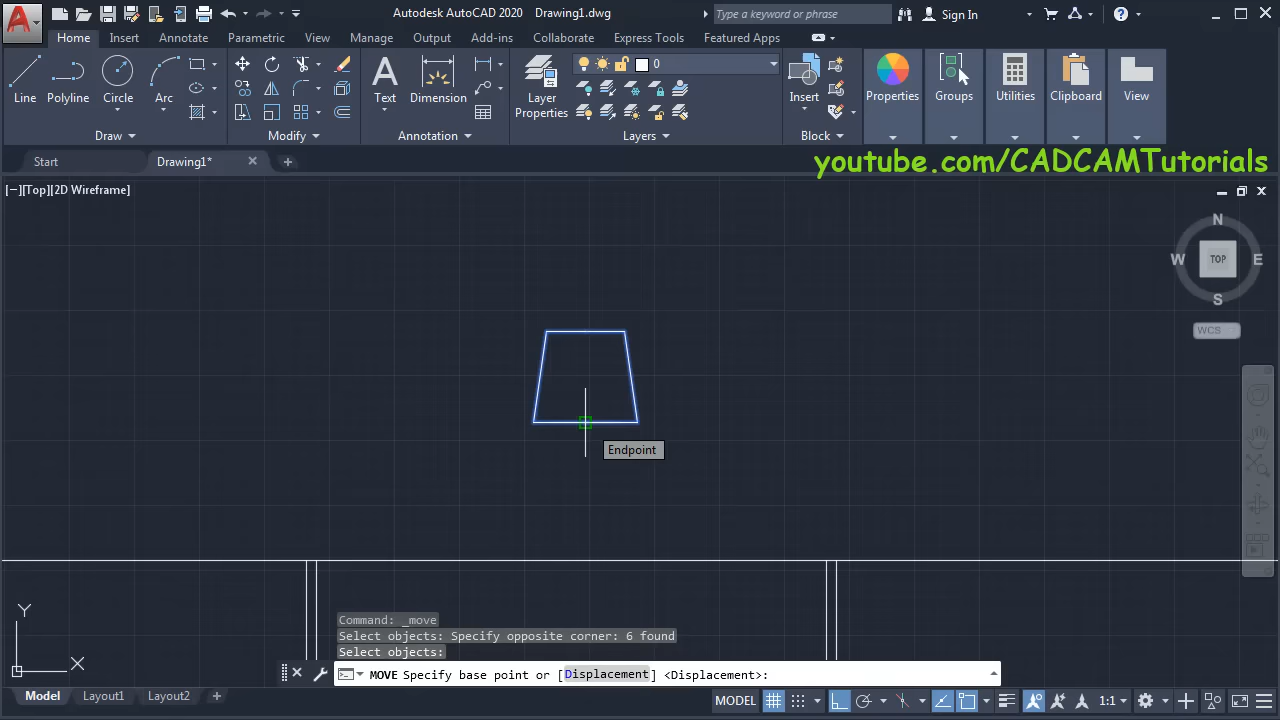 Autodesk AutoCAD 2020 Drawing1.dwg
Type a keyword or phrase
Sign In
Home Insert Annotate Parametric View Manage Output Add-ins Collaborate Express Tools Featured Apps
Line Polyline Circle Arc
Text Dimension
Layer Properties
0
Insert
Properties Groups Utilities Clipboard View
Draw Modify Annotation Layers Block
Start Drawing1*
youtube.com/CADCAMTutorials
[−][Top][2D Wireframe]
N
W TOP E
S
WCS
Endpoint
Y
X
Command: _move
Select objects: Specify opposite corner: 6 found
Select objects:
MOVE Specify base point or [Displacement] <Displacement>:
Model Layout1 Layout2
MODEL
1:1